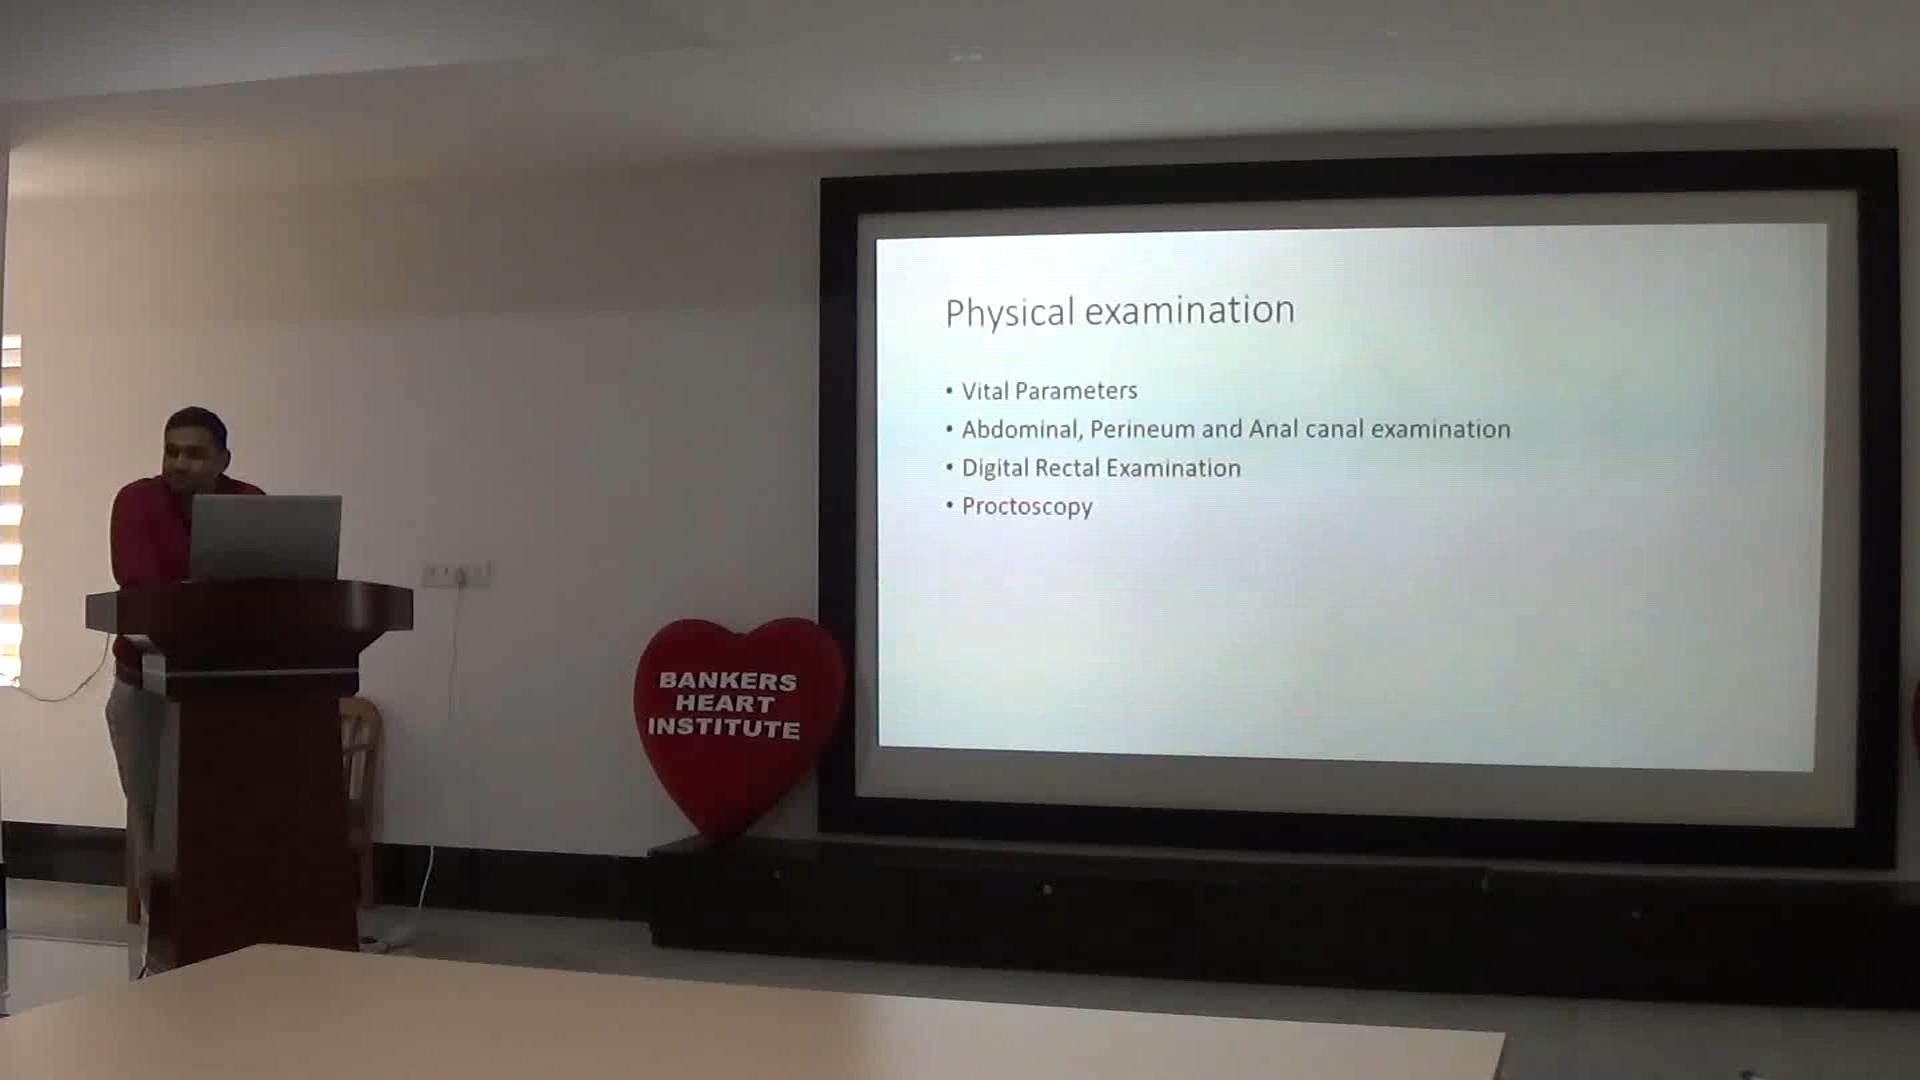 Physical examination
• Vital Parameters
• Abdominal, Perineum and Anal canal examination
• Digital Rectal Examination
• Proctoscopy
BANKERS
HEART
INSTITUTE